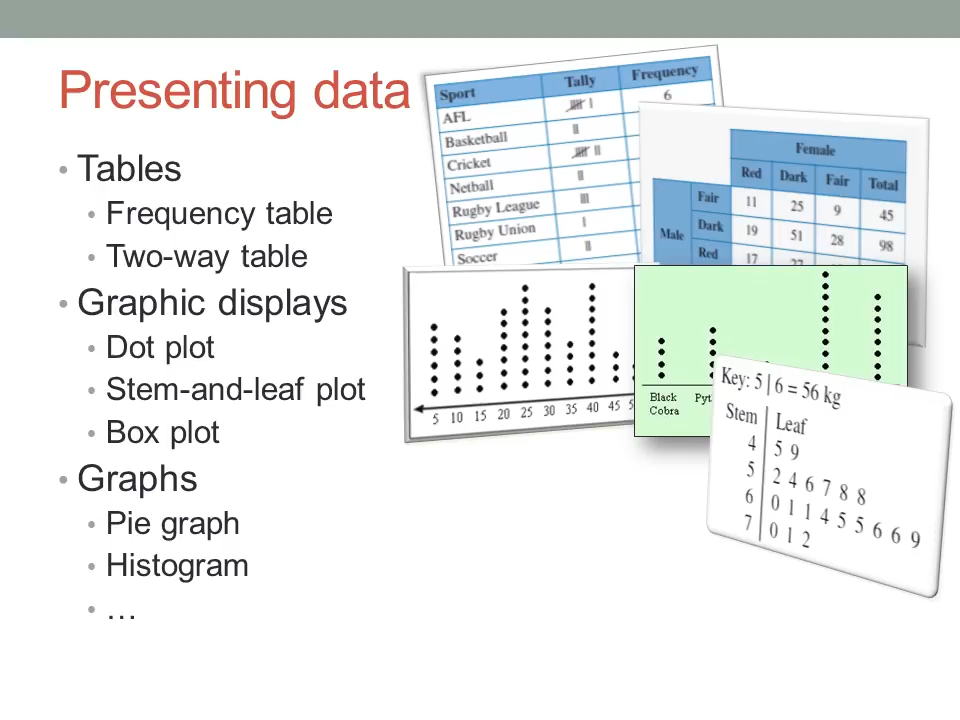 Presenting data
• Tables
• Frequency table
• Two-way table
• Graphic displays
• Dot plot
• Stem-and-leaf plot
• Box plot
• Graphs
• Pie graph
• Histogram
• …
Sport Tally Frequency
AFL 6
Basketball
Cricket
Netball
Rugby League
Rugby Union
Soccer
Female
Red Dark Fair Total
Male
Fair 11 25 9 45
Dark 19 51 28 98
Red 17
5 10 15 20 25 30 35 40 45
Black
Cobra
Key: 5 | 6 = 56 kg
Stem Leaf
4 5 9
5 2 4 6 7 8 8
6 0 1 1 4 5 5 6 6 9
7 0 1 2